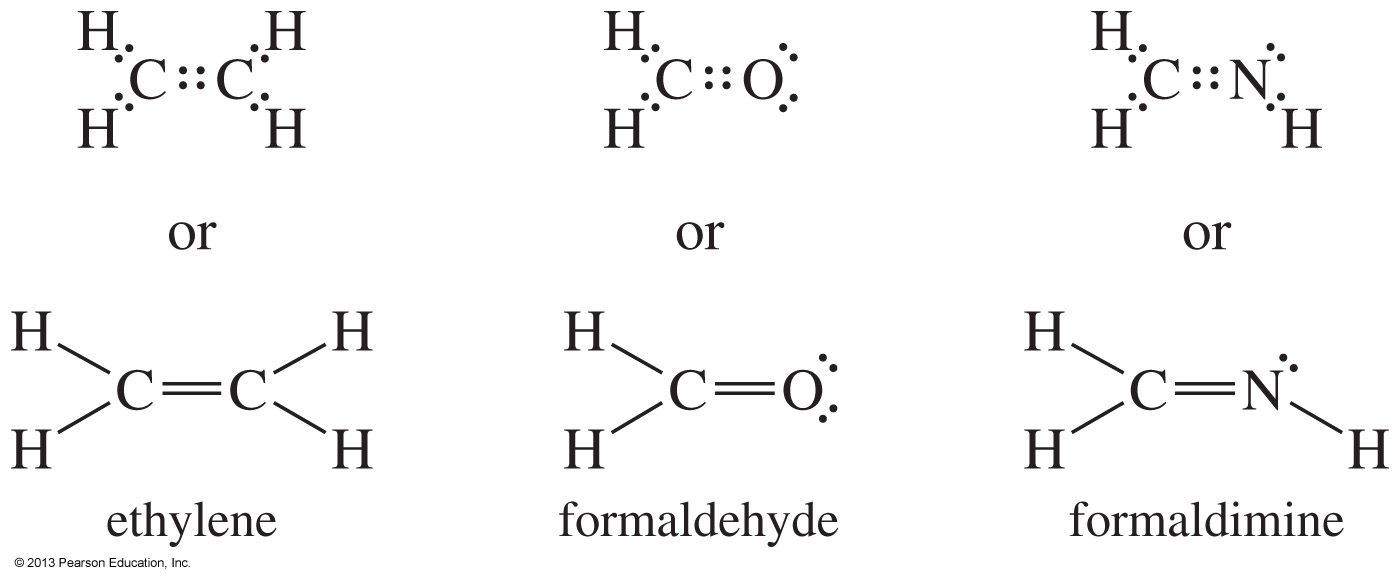 H H H H
C :: C C :: O C :: N
H H H H H
or or or
H H H H
C = C C = O C = N
H H H H H
ethylene formaldehyde formaldimine
© 2013 Pearson Education, Inc.